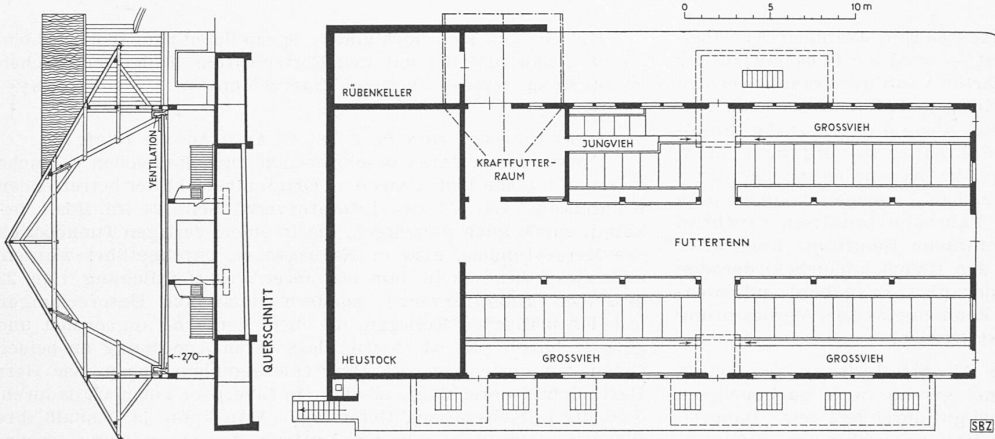 0 5 10 m
RÜBENKELLER
GROSSVIEH
JUNGVIEH
KRAFTFUTTER-
RAUM
VENTILATION
FUTTERTENN
QUERSCHNITT
270
HEUSTOCK
GROSSVIEH
GROSSVIEH
SBZ